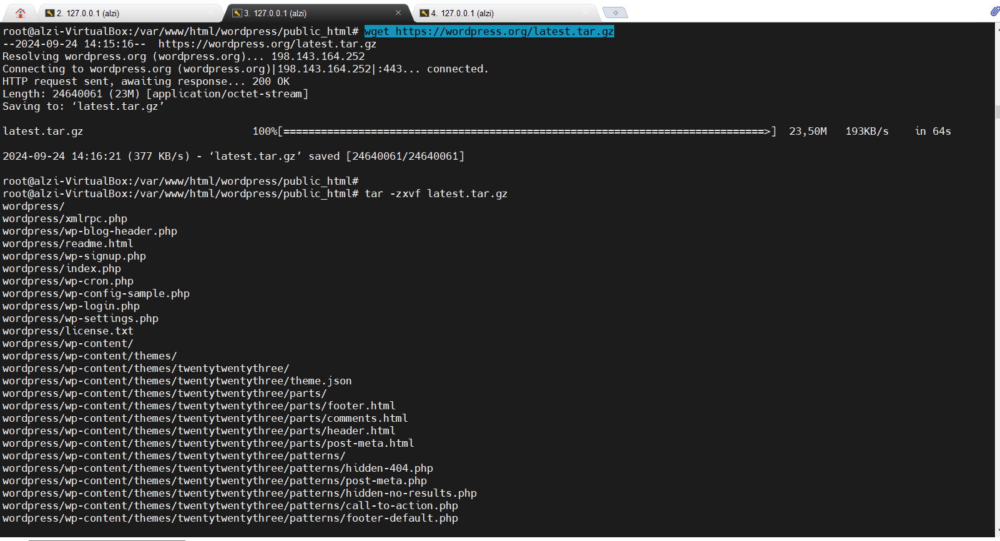 2. 127.0.0.1 (alzi)
3. 127.0.0.1 (alzi)
4. 127.0.0.1 (alzi)
root@alzi-VirtualBox:/var/www/html/wordpress/public_html# wget https://wordpress.org/latest.tar.gz
--2024-09-24 14:15:16--  https://wordpress.org/latest.tar.gz
Resolving wordpress.org (wordpress.org)... 198.143.164.252
Connecting to wordpress.org (wordpress.org)|198.143.164.252|:443... connected.
HTTP request sent, awaiting response... 200 OK
Length: 24640061 (23M) [application/octet-stream]
Saving to: ‘latest.tar.gz’
latest.tar.gz 100%[=============================================================================>] 23,50M 193KB/s in 64s
2024-09-24 14:16:21 (377 KB/s) - ‘latest.tar.gz’ saved [24640061/24640061]
root@alzi-VirtualBox:/var/www/html/wordpress/public_html#
root@alzi-VirtualBox:/var/www/html/wordpress/public_html# tar -zxvf latest.tar.gz
wordpress/
wordpress/xmlrpc.php
wordpress/wp-blog-header.php
wordpress/readme.html
wordpress/wp-signup.php
wordpress/index.php
wordpress/wp-cron.php
wordpress/wp-config-sample.php
wordpress/wp-login.php
wordpress/wp-settings.php
wordpress/license.txt
wordpress/wp-content/
wordpress/wp-content/themes/
wordpress/wp-content/themes/twentytwentythree/
wordpress/wp-content/themes/twentytwentythree/theme.json
wordpress/wp-content/themes/twentytwentythree/parts/
wordpress/wp-content/themes/twentytwentythree/parts/footer.html
wordpress/wp-content/themes/twentytwentythree/parts/comments.html
wordpress/wp-content/themes/twentytwentythree/parts/header.html
wordpress/wp-content/themes/twentytwentythree/parts/post-meta.html
wordpress/wp-content/themes/twentytwentythree/patterns/
wordpress/wp-content/themes/twentytwentythree/patterns/hidden-404.php
wordpress/wp-content/themes/twentytwentythree/patterns/post-meta.php
wordpress/wp-content/themes/twentytwentythree/patterns/hidden-no-results.php
wordpress/wp-content/themes/twentytwentythree/patterns/call-to-action.php
wordpress/wp-content/themes/twentytwentythree/patterns/footer-default.php